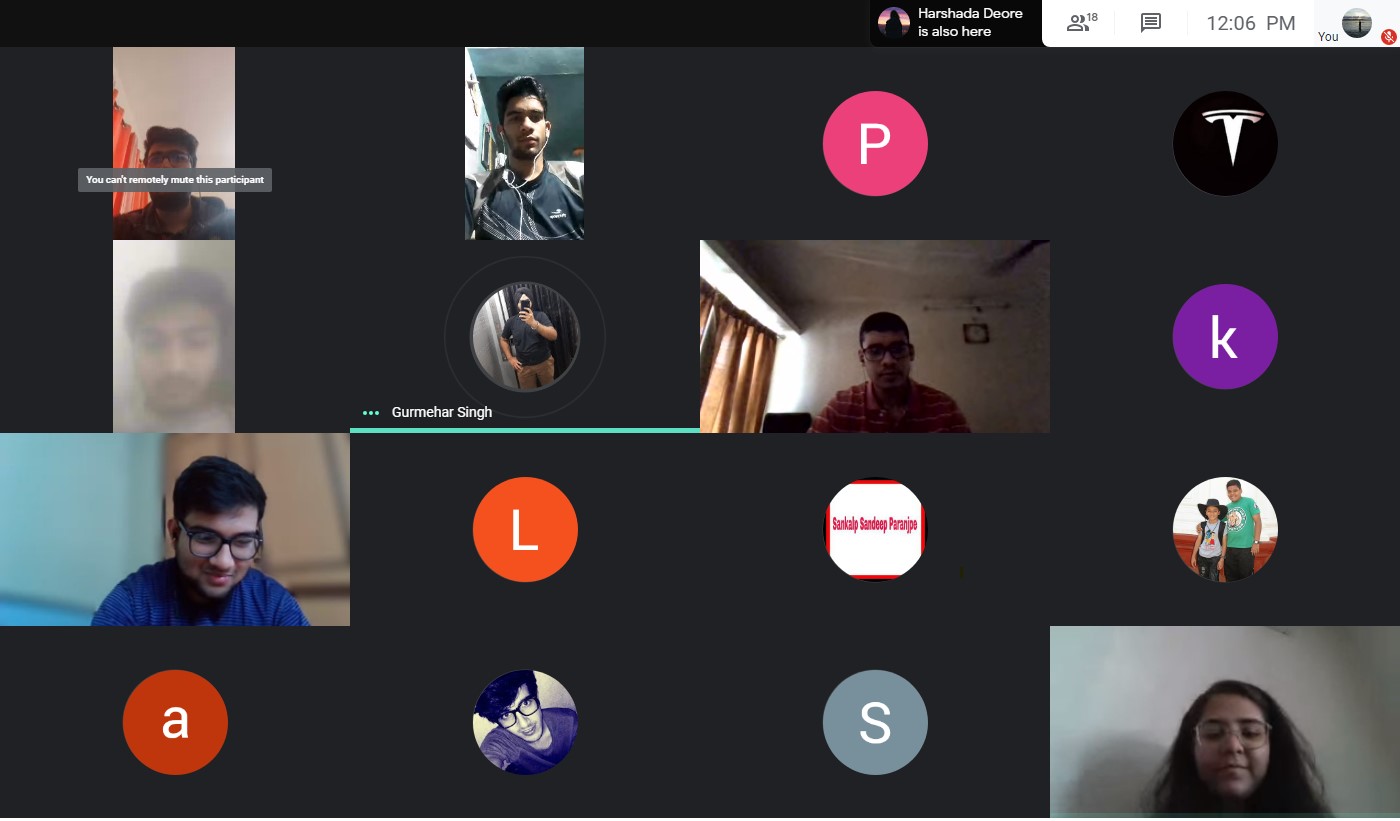 Harshada Deore
is also here
18
12:06 PM
You
P
You can't remotely mute this participant
k
Gurmehar Singh
L
Sankalp Sandeep Paranjpe
a
S